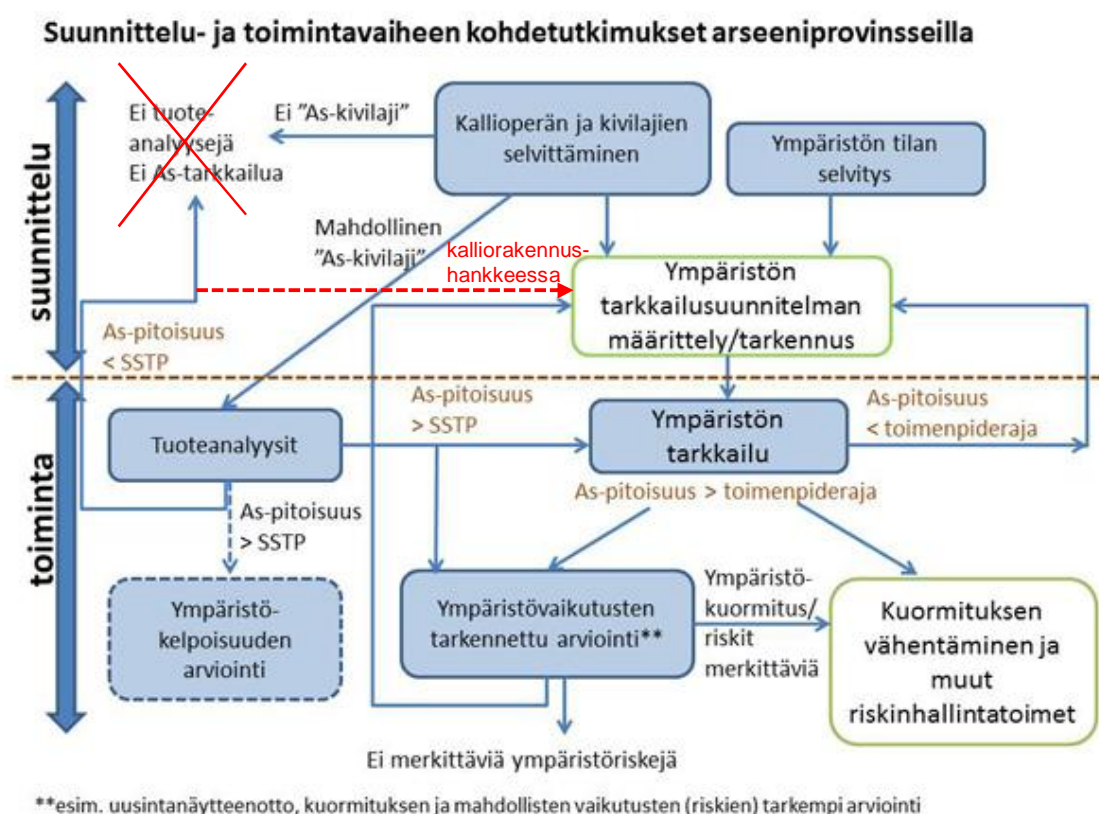 Suunnittelu- ja toimintavaiheen kohdetutkimukset arseeniprovinsseilla
suunnittelu
Ei tuote-
analyysejä
Ei As-tarkkailua
Ei ”As-kivilaji”
Kallioperän ja kivilajien
selvittäminen
Ympäristön tilan
selvitys
Mahdollinen
”As-kivilaji”
kalliorakennus-
hankkeessa
Ympäristön
tarkkailusuunnitelman
määrittely/tarkennus
As-pitoisuus
< SSTP
toiminta
Tuoteanalyysit
As-pitoisuus
> SSTP
Ympäristön
tarkkailu
As-pitoisuus
< toimenpideraja
As-pitoisuus > toimenpideraja
As-pitoisuus
> SSTP
Ympäristö-
kelpoisuuden
arviointi
Ympäristövaikutusten
tarkennettu arviointi**
Ympäristö-
kuormitus/
riskit
merkittäviä
Kuormituksen
vähentäminen ja
muut
riskinhallintatoimet
Ei merkittäviä ympäristöriskejä
**esim. uusintanäytteenotto, kuormituksen ja mahdollisten vaikutusten (riskien) tarkempi arviointi